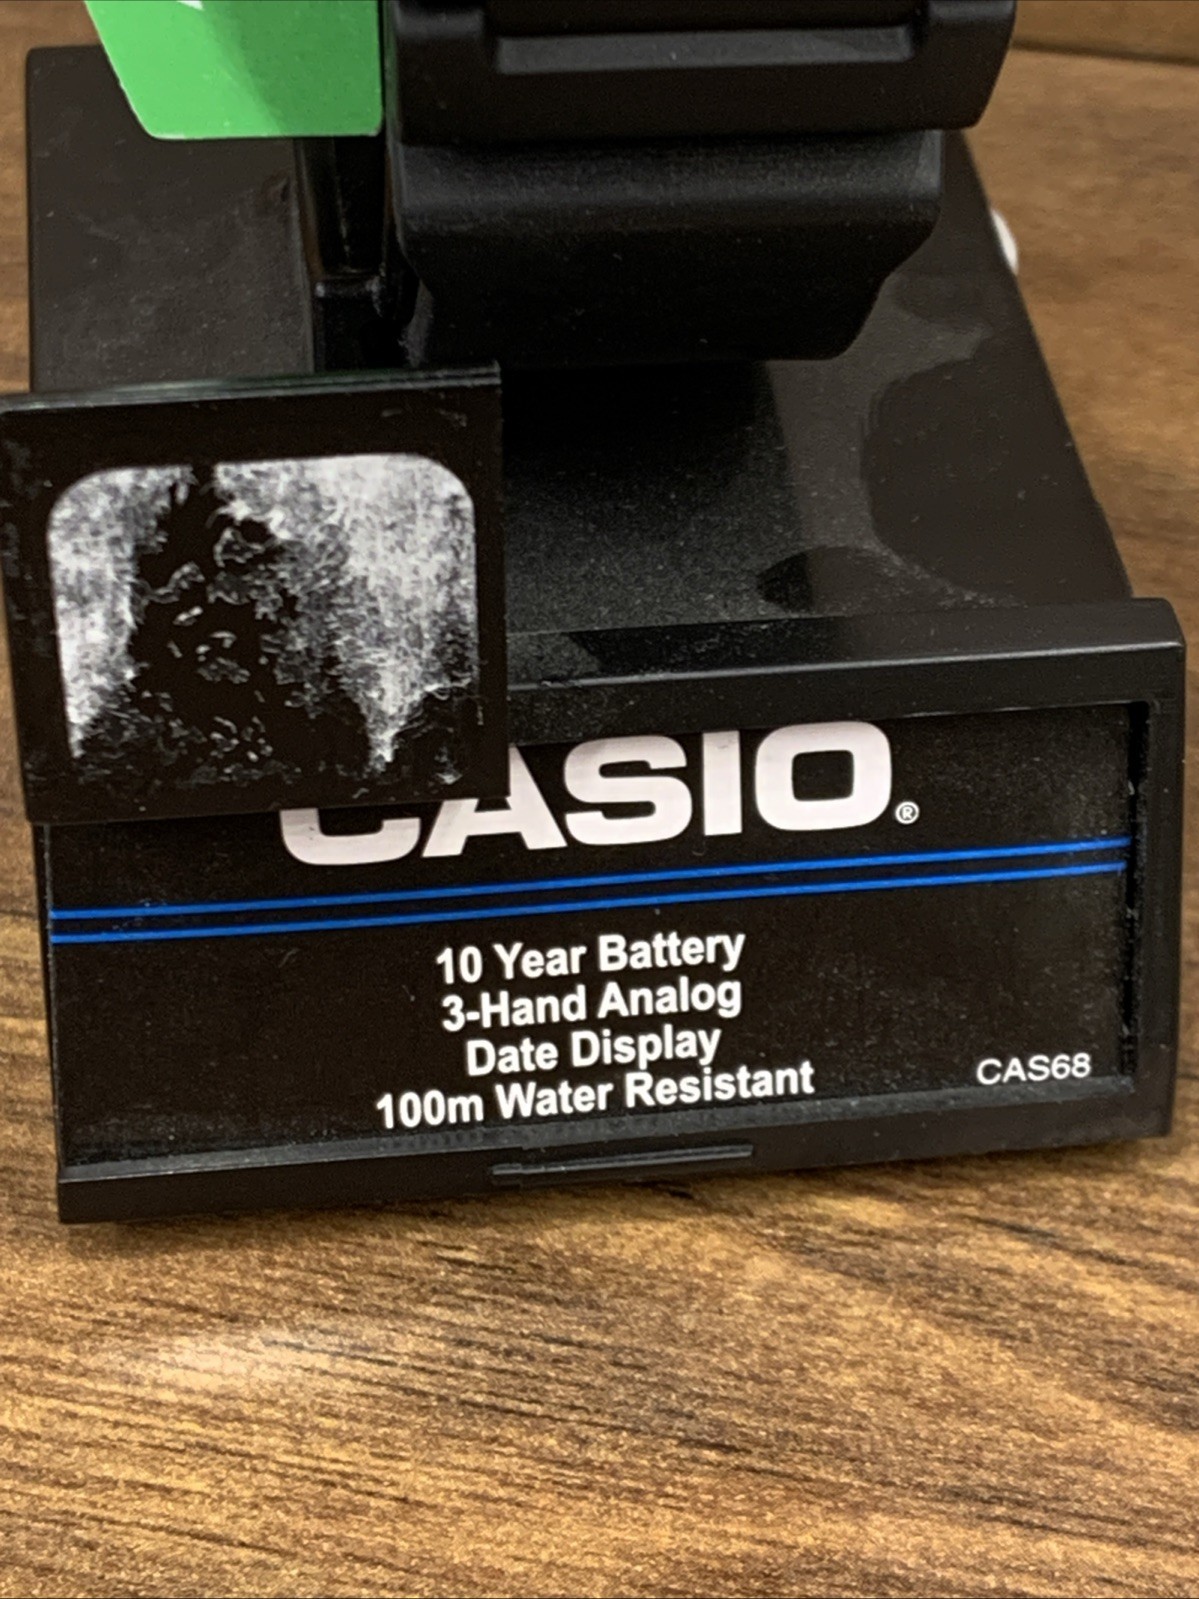 CASIO®
10 Year Battery
3-Hand Analog
Date Display
100m Water Resistant
CAS68